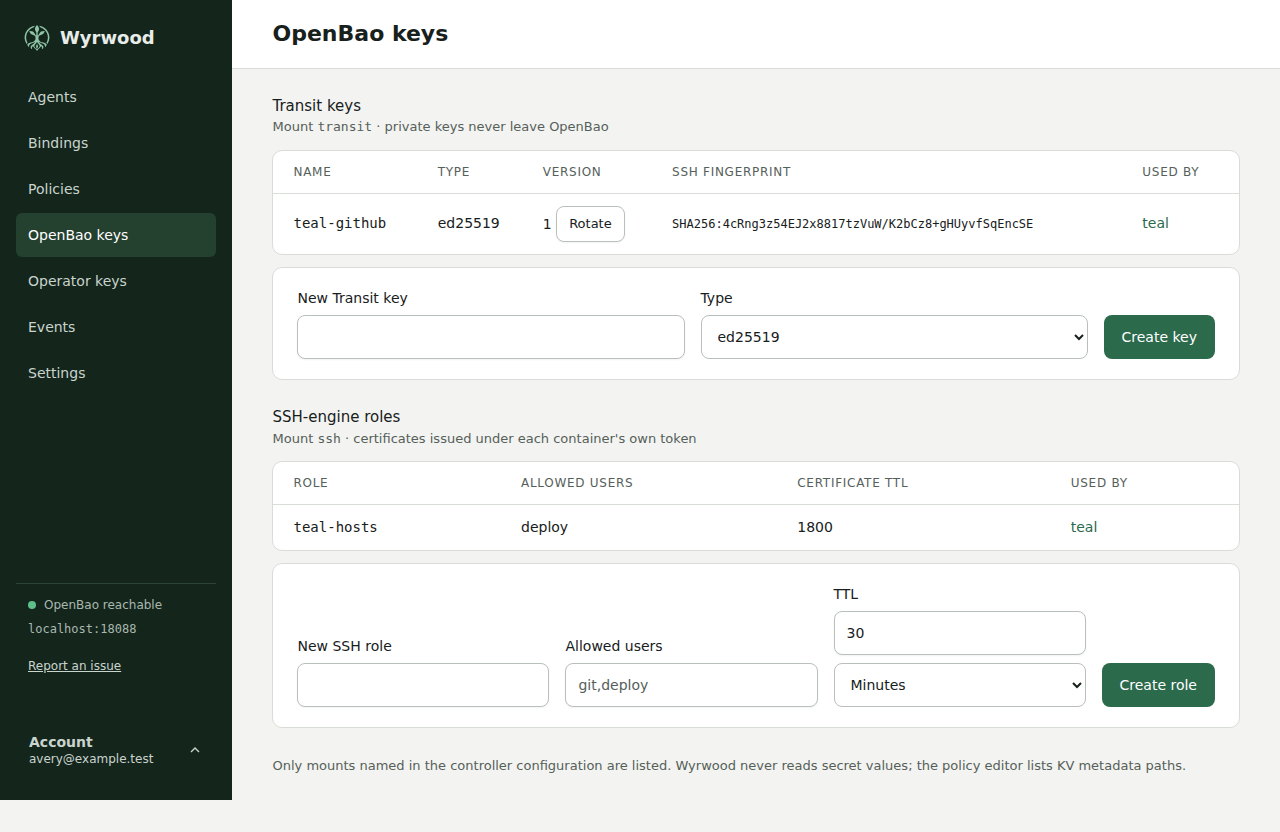 Wyrwood
Agents
Bindings
Policies
OpenBao keys
Operator keys
Events
Settings
OpenBao reachable
localhost:18088
Report an issue
Account
avery@example.test
OpenBao keys
Transit keys
Mount transit · private keys never leave OpenBao
NAME TYPE VERSION SSH FINGERPRINT USED BY
teal-github ed25519 1 Rotate SHA256:4cRng3z54EJ2x8817tzVuW/K2bCz8+gHUyvfSqEncSE teal
New Transit key Type
ed25519 Create key
SSH-engine roles
Mount ssh · certificates issued under each container's own token
ROLE ALLOWED USERS CERTIFICATE TTL USED BY
teal-hosts deploy 1800 teal
TTL
30
New SSH role Allowed users
git,deploy Minutes Create role
Only mounts named in the controller configuration are listed. Wyrwood never reads secret values; the policy editor lists KV metadata paths.